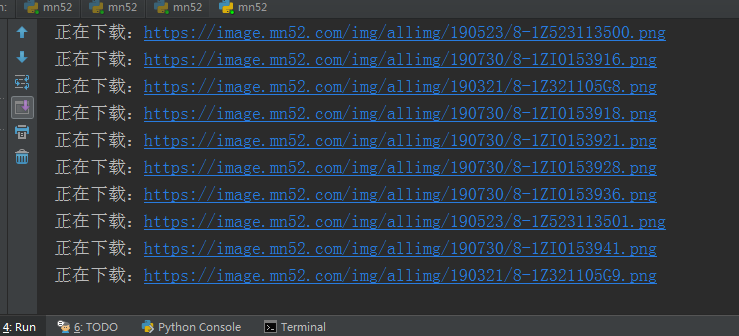 n: mn52 mn52 mn52 mn52
正在下载：https://image.mn52.com/img/allimg/190523/8-1Z523113500.png
正在下载：https://image.mn52.com/img/allimg/190730/8-1ZI0153916.png
正在下载：https://image.mn52.com/img/allimg/190321/8-1Z321105G8.png
正在下载：https://image.mn52.com/img/allimg/190730/8-1ZI0153918.png
正在下载：https://image.mn52.com/img/allimg/190730/8-1ZI0153921.png
正在下载：https://image.mn52.com/img/allimg/190730/8-1ZI0153928.png
正在下载：https://image.mn52.com/img/allimg/190730/8-1ZI0153936.png
正在下载：https://image.mn52.com/img/allimg/190523/8-1Z523113501.png
正在下载：https://image.mn52.com/img/allimg/190730/8-1ZI0153941.png
正在下载：https://image.mn52.com/img/allimg/190321/8-1Z321105G9.png
4: Run 6: TODO Python Console Terminal